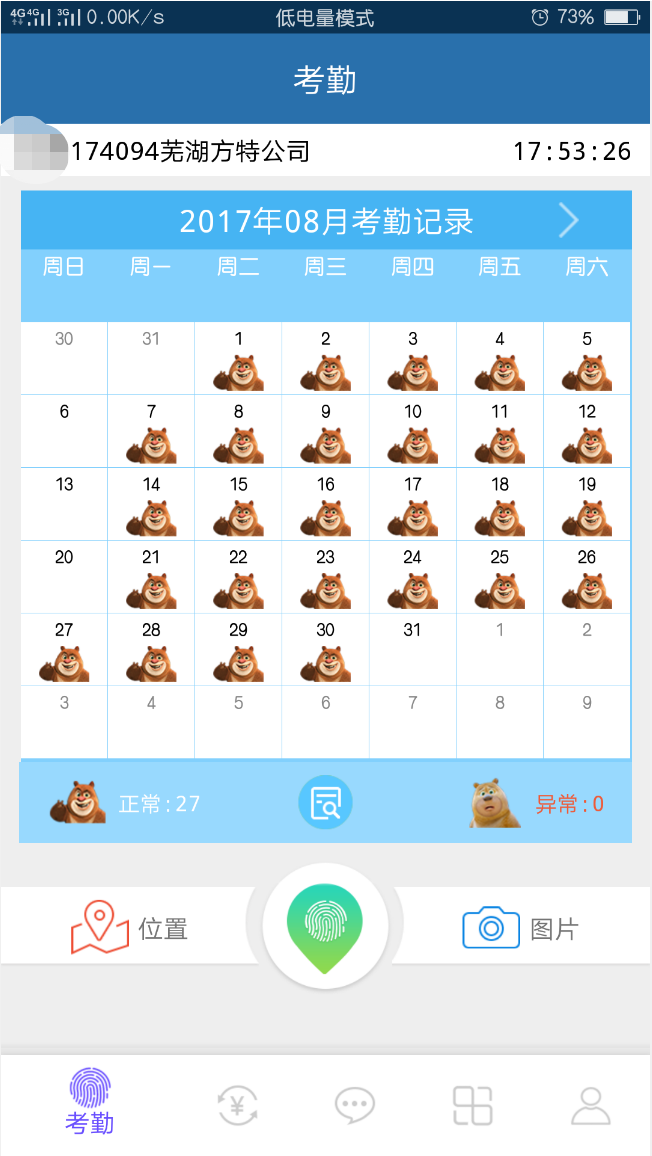 4G 4G 3G 0.00K/s 低电量模式 73%
考勤
174094芜湖方特公司 17:53:26
2017年08月考勤记录
周日 周一 周二 周三 周四 周五 周六
30 31 1 2 3 4 5
6 7 8 9 10 11 12
13 14 15 16 17 18 19
20 21 22 23 24 25 26
27 28 29 30 31 1 2
3 4 5 6 7 8 9
正常:27 异常:0
位置 图片
考勤